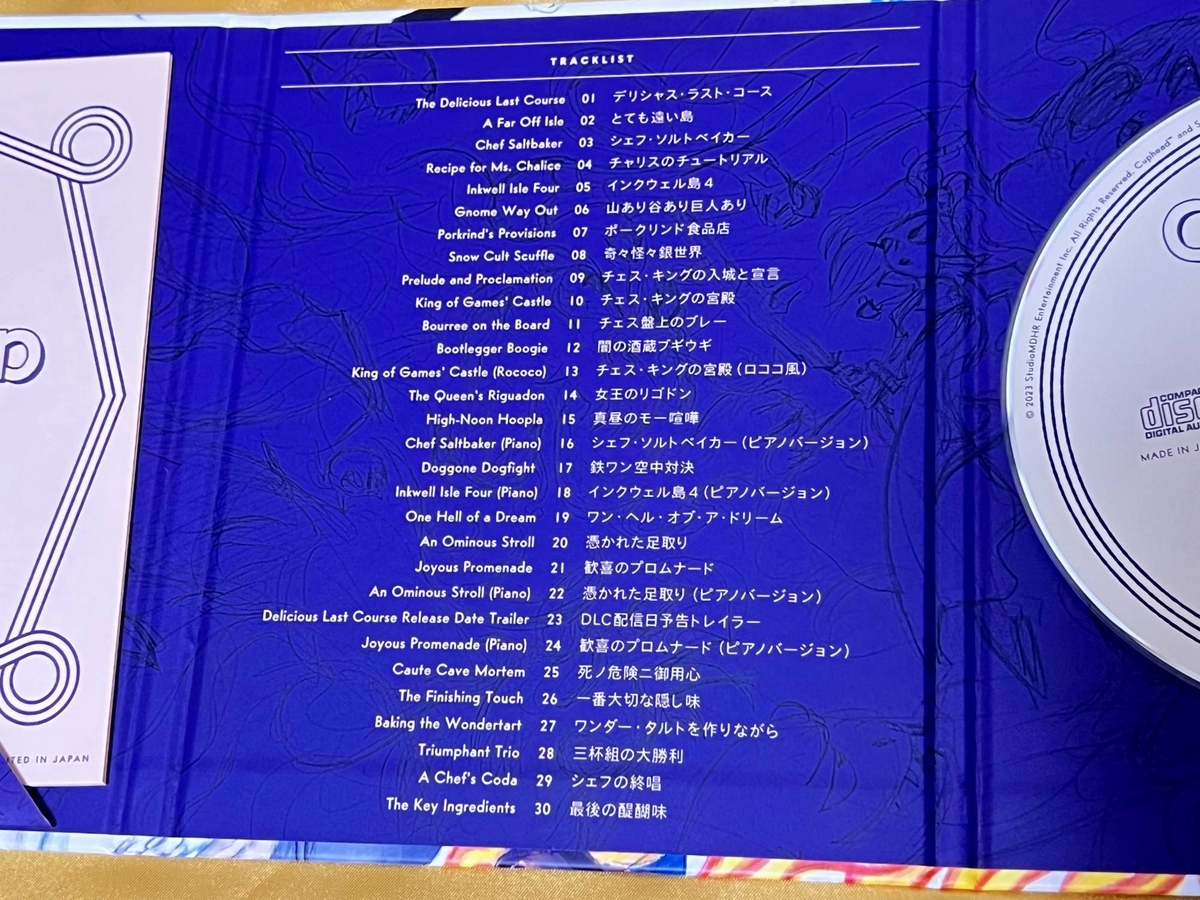 TRACKLIST
The Delicious Last Course 01 デリシャス・ラスト・コース
A Far Off Isle 02 とても遠い島
Chef Saltbaker 03 シェフ・ソルトベイカー
Recipe for Ms. Chalice 04 チャリスのチュートリアル
Inkwell Isle Four 05 インクウェル島4
Gnome Way Out 06 山あり谷あり巨人あり
Porkrind's Provisions 07 ポークリンド食品店
Snow Cult Scuffle 08 奇々怪々銀世界
Prelude and Proclamation 09 チェス・キングの入城と宣言
King of Games' Castle 10 チェス・キングの宮殿
Bourree on the Board 11 チェス盤上のブレー
Bootlegger Boogie 12 闇の酒蔵ブギウギ
King of Games' Castle (Rococo) 13 チェス・キングの宮殿(ロココ風)
The Queen's Riguadon 14 女王のリゴドン
High-Noon Hoopla 15 真昼のモー喧嘩
Chef Saltbaker (Piano) 16 シェフ・ソルトベイカー(ピアノバージョン)
Doggone Dogfight 17 鉄ワン空中対決
Inkwell Isle Four (Piano) 18 インクウェル島4(ピアノバージョン)
One Hell of a Dream 19 ワン・ヘル・オブ・ア・ドリーム
An Ominous Stroll 20 憑かれた足取り
Joyous Promenade 21 歓喜のプロムナード
An Ominous Stroll (Piano) 22 憑かれた足取り(ピアノバージョン)
Delicious Last Course Release Date Trailer 23 DLC配信日予告トレイラー
Joyous Promenade (Piano) 24 歓喜のプロムナード(ピアノバージョン)
Caute Cave Mortem 25 死ノ危険ニ御用心
The Finishing Touch 26 一番大切な隠し味
Baking the Wondertart 27 ワンダー・タルトを作りながら
Triumphant Trio 28 三杯組の大勝利
A Chef's Coda 29 シェフの終唱
The Key Ingredients 30 最後の醍醐味
p
TED IN JAPAN
© 2023 StudioMDHR Entertainment Inc. All Rights Reserved. Cuphead™ and S
COMPA
disc
DIGITAL AU
MADE IN J